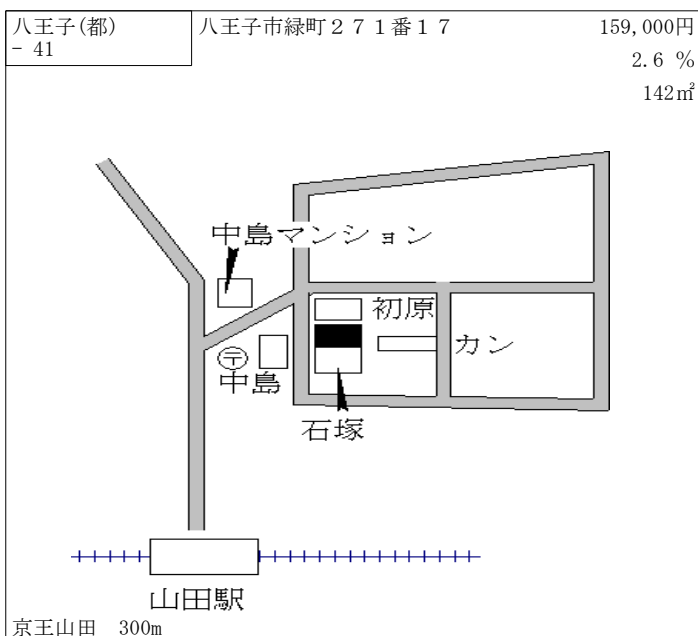 八王子(都)
- 41
八王子市緑町２７１番１７
159,000円
2.6 %
142㎡
中島マンション
初原
カン
〒
中島
石塚
山田駅
京王山田 300m